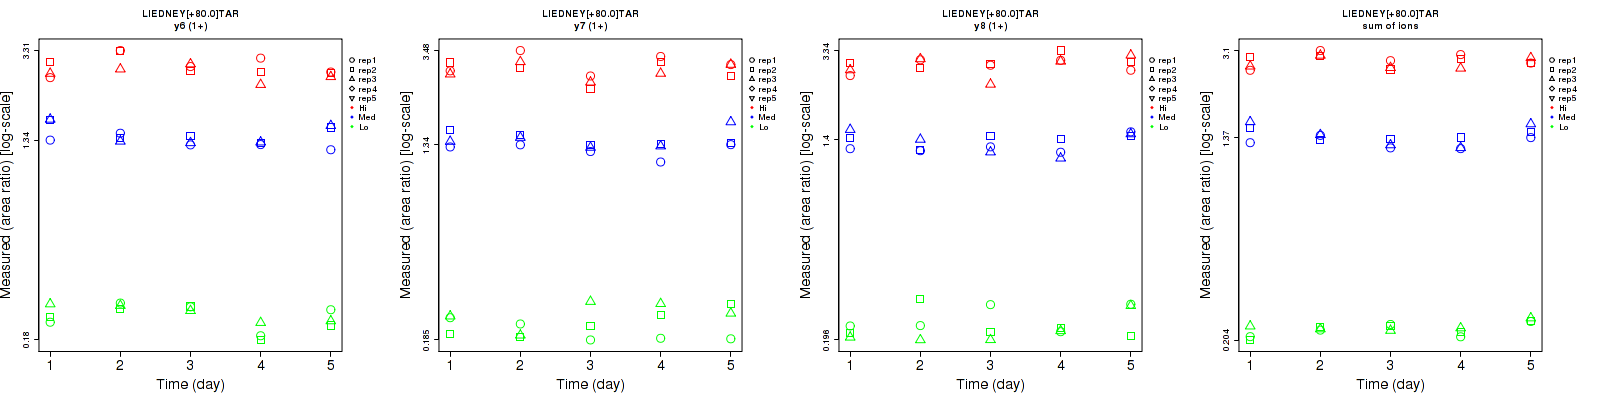 LIEDNEY[+80.0]TAR
y6 (1+)
Measured (area ratio) [log-scale]
3.31
1.34
0.18
1 2 3 4 5
Time (day)
rep1
rep2
rep3
rep4
rep5
Hi
Med
Lo
LIEDNEY[+80.0]TAR
y7 (1+)
Measured (area ratio) [log-scale]
3.48
1.34
0.185
1 2 3 4 5
Time (day)
rep1
rep2
rep3
rep4
rep5
Hi
Med
Lo
LIEDNEY[+80.0]TAR
y8 (1+)
Measured (area ratio) [log-scale]
3.34
1.4
0.196
1 2 3 4 5
Time (day)
rep1
rep2
rep3
rep4
rep5
Hi
Med
Lo
LIEDNEY[+80.0]TAR
sum of ions
Measured (area ratio) [log-scale]
3.1
1.37
0.204
1 2 3 4 5
Time (day)
rep1
rep2
rep3
rep4
rep5
Hi
Med
Lo